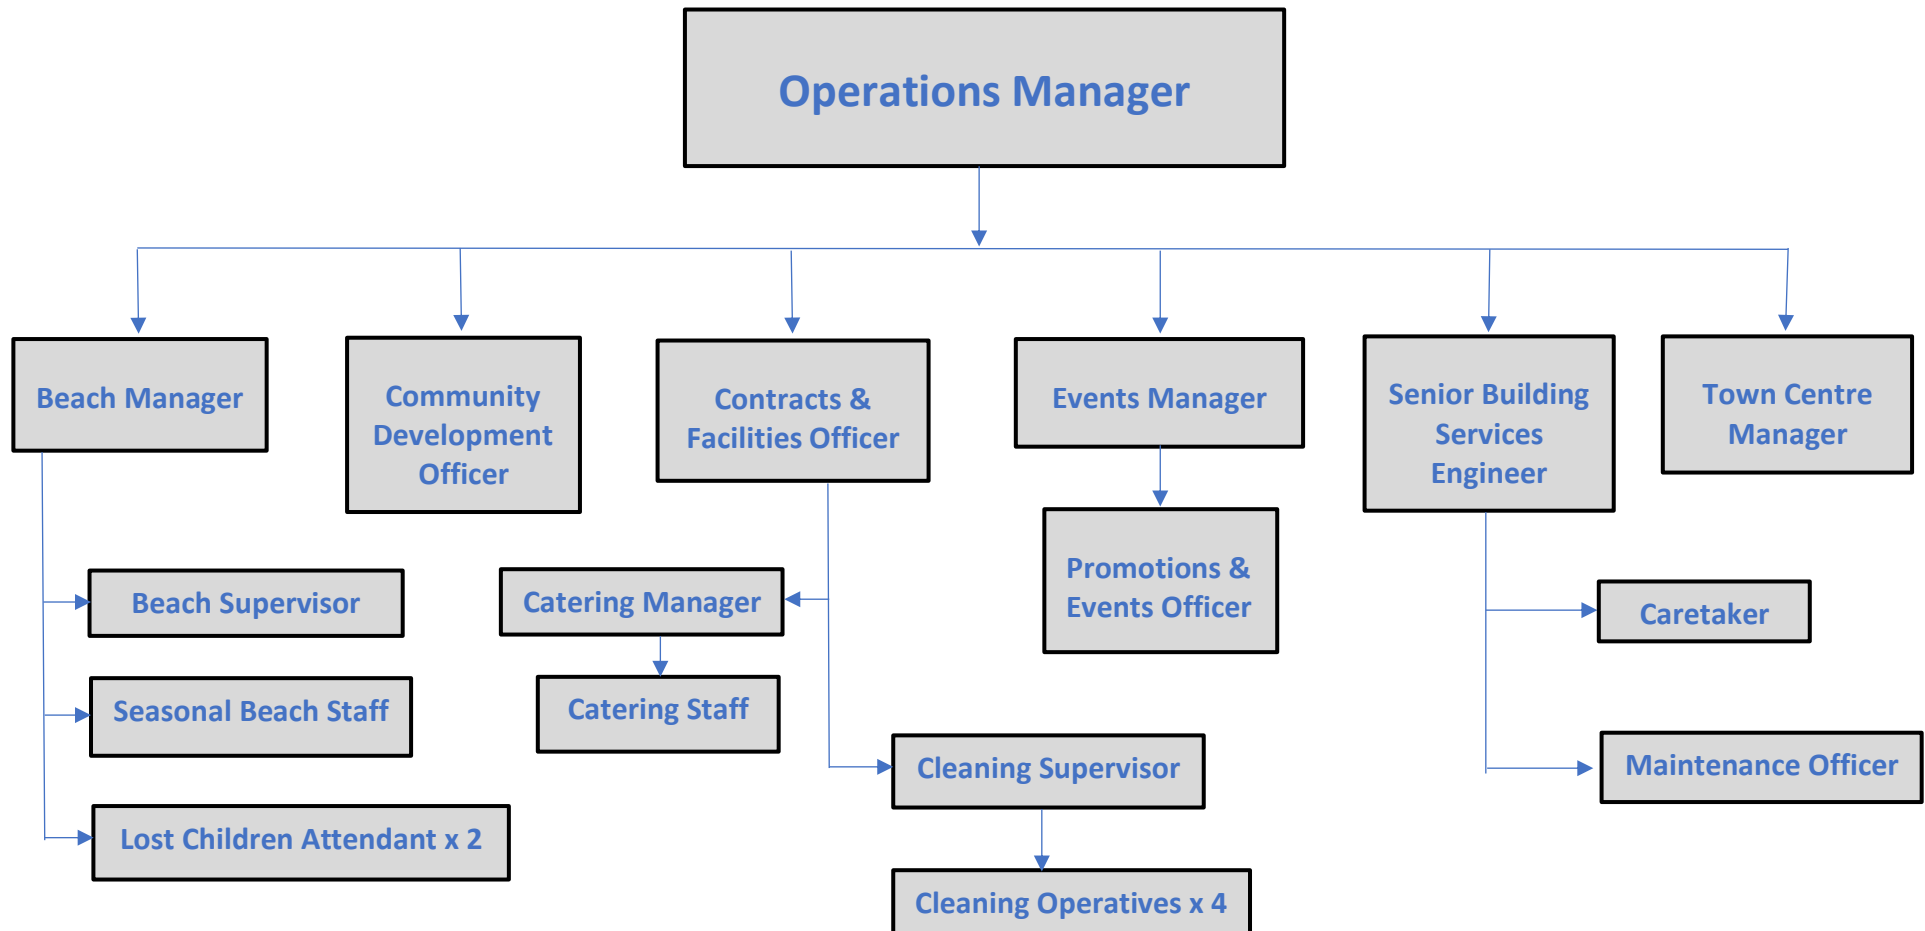 Operations Manager
Beach Manager
Community
Development
Officer
Contracts &
Facilities Officer
Events Manager
Senior Building
Services
Engineer
Town Centre
Manager
Beach Supervisor
Catering Manager
Promotions &
Events Officer
Caretaker
Seasonal Beach Staff
Catering Staff
Cleaning Supervisor
Maintenance Officer
Lost Children Attendant x 2
Cleaning Operatives x 4